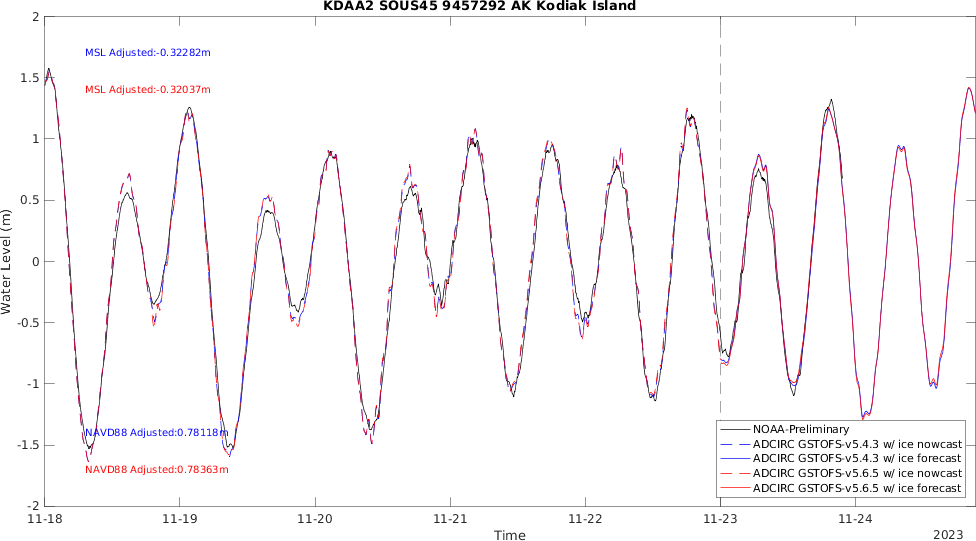 KDAA2 SOUS45 9457292 AK Kodiak Island
2
MSL Adjusted:-0.32282m
1.5
MSL Adjusted:-0.32037m
1
0.5
0
Water Level (m)
-0.5
-1
NAVD88 Adjusted:0.78118m
-1.5
NAVD88 Adjusted:0.78363m
-2
NOAA-Preliminary
ADCIRC GSTOFS-v5.4.3 w/ ice nowcast
ADCIRC GSTOFS-v5.4.3 w/ ice forecast
ADCIRC GSTOFS-v5.6.5 w/ ice nowcast
ADCIRC GSTOFS-v5.6.5 w/ ice forecast
11-18 11-19 11-20 11-21 11-22 11-23 11-24
Time
2023